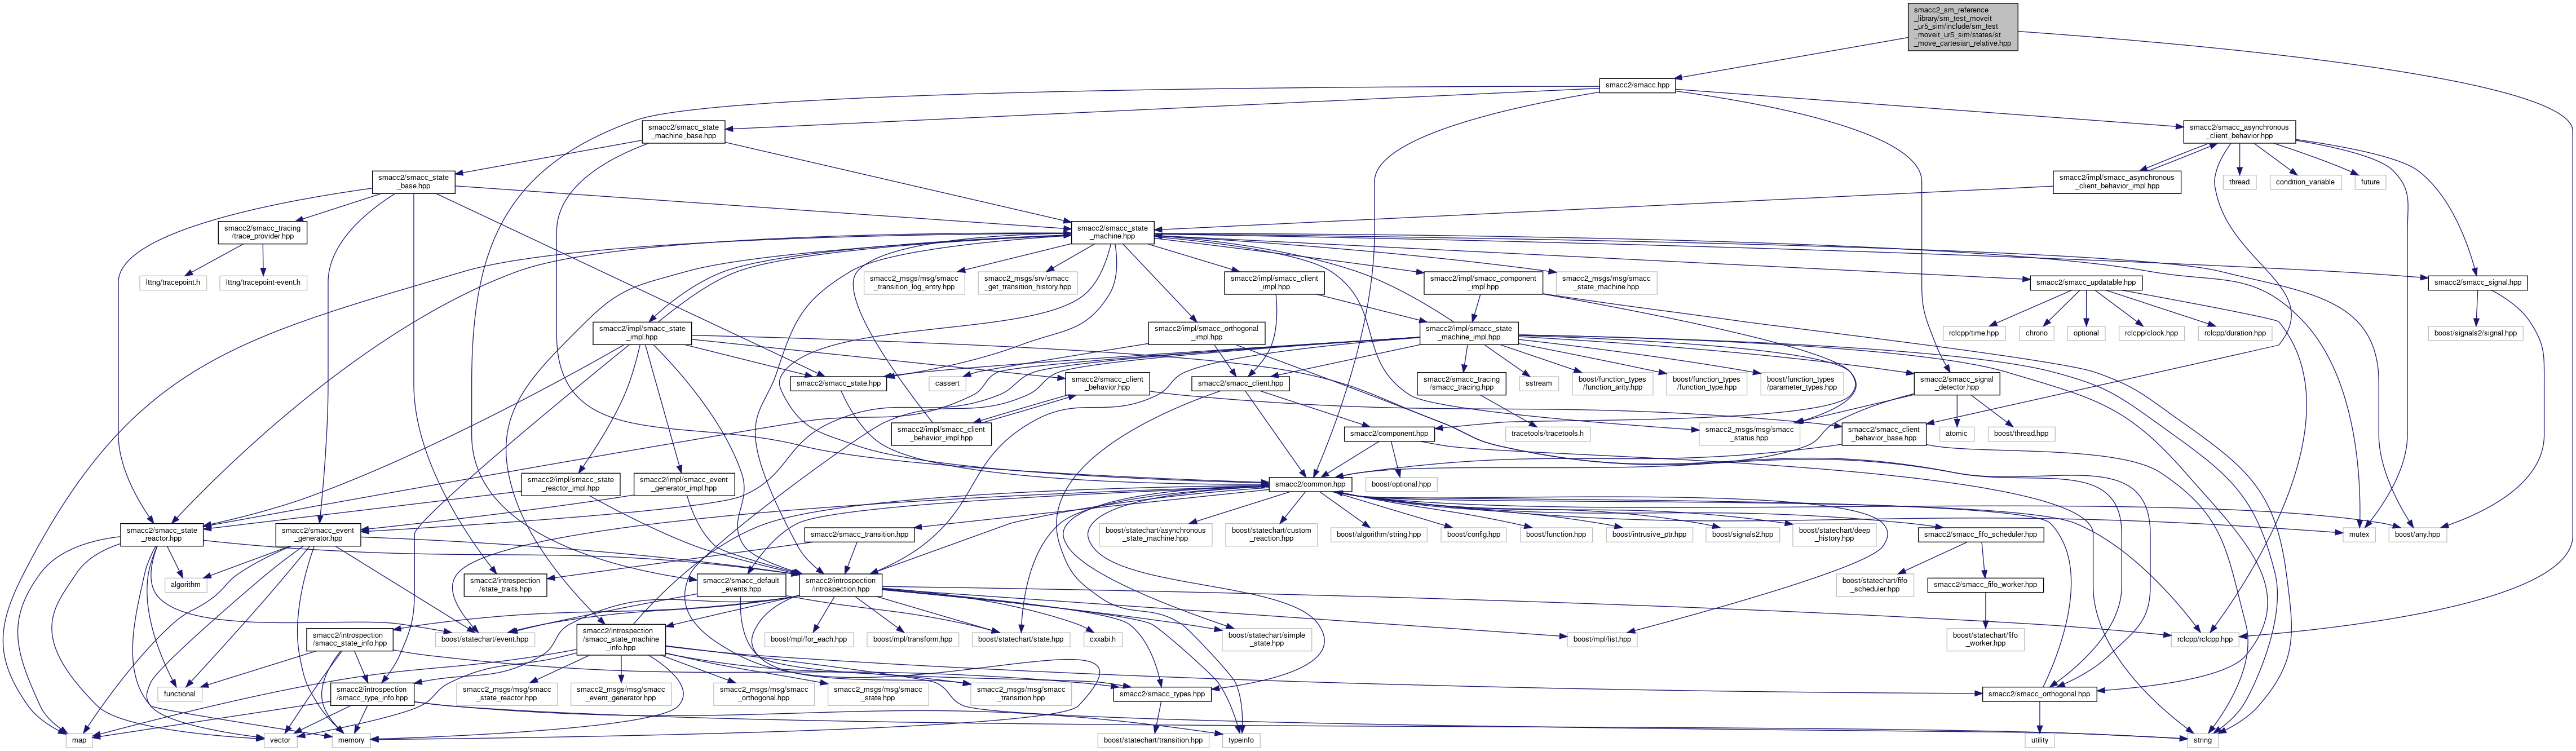 smacc2_sm_reference
_library/sm_test_moveit
_ur5_sim/include/sm_test
_moveit_ur5_sim/states/st
_move_cartesian_relative.hpp
smacc2/smacc.hpp
smacc2/smacc_state
_machine_base.hpp
smacc2/smacc_asynchronous
_client_behavior.hpp
smacc2/smacc_state
_base.hpp
smacc2/impl/smacc_asynchronous
_client_behavior_impl.hpp
thread
condition_variable
future
smacc2/smacc_tracing
/trace_provider.hpp
smacc2/smacc_state
_machine.hpp
lttng/tracepoint.h
lttng/tracepoint-event.h
smacc2_msgs/msg/smacc
_transition_log_entry.hpp
smacc2_msgs/srv/smacc
_get_transition_history.hpp
smacc2/impl/smacc_client
_impl.hpp
smacc2/impl/smacc_component
_impl.hpp
smacc2_msgs/msg/smacc
_state_machine.hpp
smacc2/smacc_updatable.hpp
smacc2/smacc_signal.hpp
smacc2/impl/smacc_state
_impl.hpp
smacc2/impl/smacc_orthogonal
_impl.hpp
smacc2/impl/smacc_state
_machine_impl.hpp
rclcpp/time.hpp
chrono
optional
rclcpp/clock.hpp
rclcpp/duration.hpp
boost/signals2/signal.hpp
smacc2/smacc_state.hpp
cassert
smacc2/smacc_client
_behavior.hpp
smacc2/smacc_client.hpp
smacc2/smacc_tracing
/smacc_tracing.hpp
sstream
boost/function_types
/function_arity.hpp
boost/function_types
/function_type.hpp
boost/function_types
/parameter_types.hpp
smacc2/smacc_signal
_detector.hpp
smacc2/impl/smacc_client
_behavior_impl.hpp
smacc2/component.hpp
tracetools/tracetools.h
smacc2_msgs/msg/smacc
_status.hpp
smacc2/smacc_client
_behavior_base.hpp
atomic
boost/thread.hpp
smacc2/impl/smacc_state
_reactor_impl.hpp
smacc2/impl/smacc_event
_generator_impl.hpp
smacc2/common.hpp
boost/optional.hpp
smacc2/smacc_state
_reactor.hpp
smacc2/smacc_event
_generator.hpp
smacc2/smacc_transition.hpp
boost/statechart/asynchronous
_state_machine.hpp
boost/statechart/custom
_reaction.hpp
boost/algorithm/string.hpp
boost/config.hpp
boost/function.hpp
boost/intrusive_ptr.hpp
boost/signals2.hpp
boost/statechart/deep
_history.hpp
smacc2/smacc_fifo_scheduler.hpp
mutex
boost/any.hpp
algorithm
smacc2/introspection
/state_traits.hpp
smacc2/smacc_default
_events.hpp
smacc2/introspection
/introspection.hpp
boost/statechart/fifo
_scheduler.hpp
smacc2/smacc_fifo_worker.hpp
smacc2/introspection
/smacc_state_info.hpp
boost/statechart/event.hpp
smacc2/introspection
/smacc_state_machine
_info.hpp
boost/mpl/for_each.hpp
boost/mpl/transform.hpp
boost/statechart/state.hpp
cxxabi.h
boost/statechart/simple
_state.hpp
boost/mpl/list.hpp
boost/statechart/fifo
_worker.hpp
rclcpp/rclcpp.hpp
functional
smacc2/introspection
/smacc_type_info.hpp
smacc2_msgs/msg/smacc
_state_reactor.hpp
smacc2_msgs/msg/smacc
_event_generator.hpp
smacc2_msgs/msg/smacc
_orthogonal.hpp
smacc2_msgs/msg/smacc
_state.hpp
smacc2_msgs/msg/smacc
_transition.hpp
smacc2/smacc_types.hpp
smacc2/smacc_orthogonal.hpp
map
vector
memory
boost/statechart/transition.hpp
typeinfo
utility
string